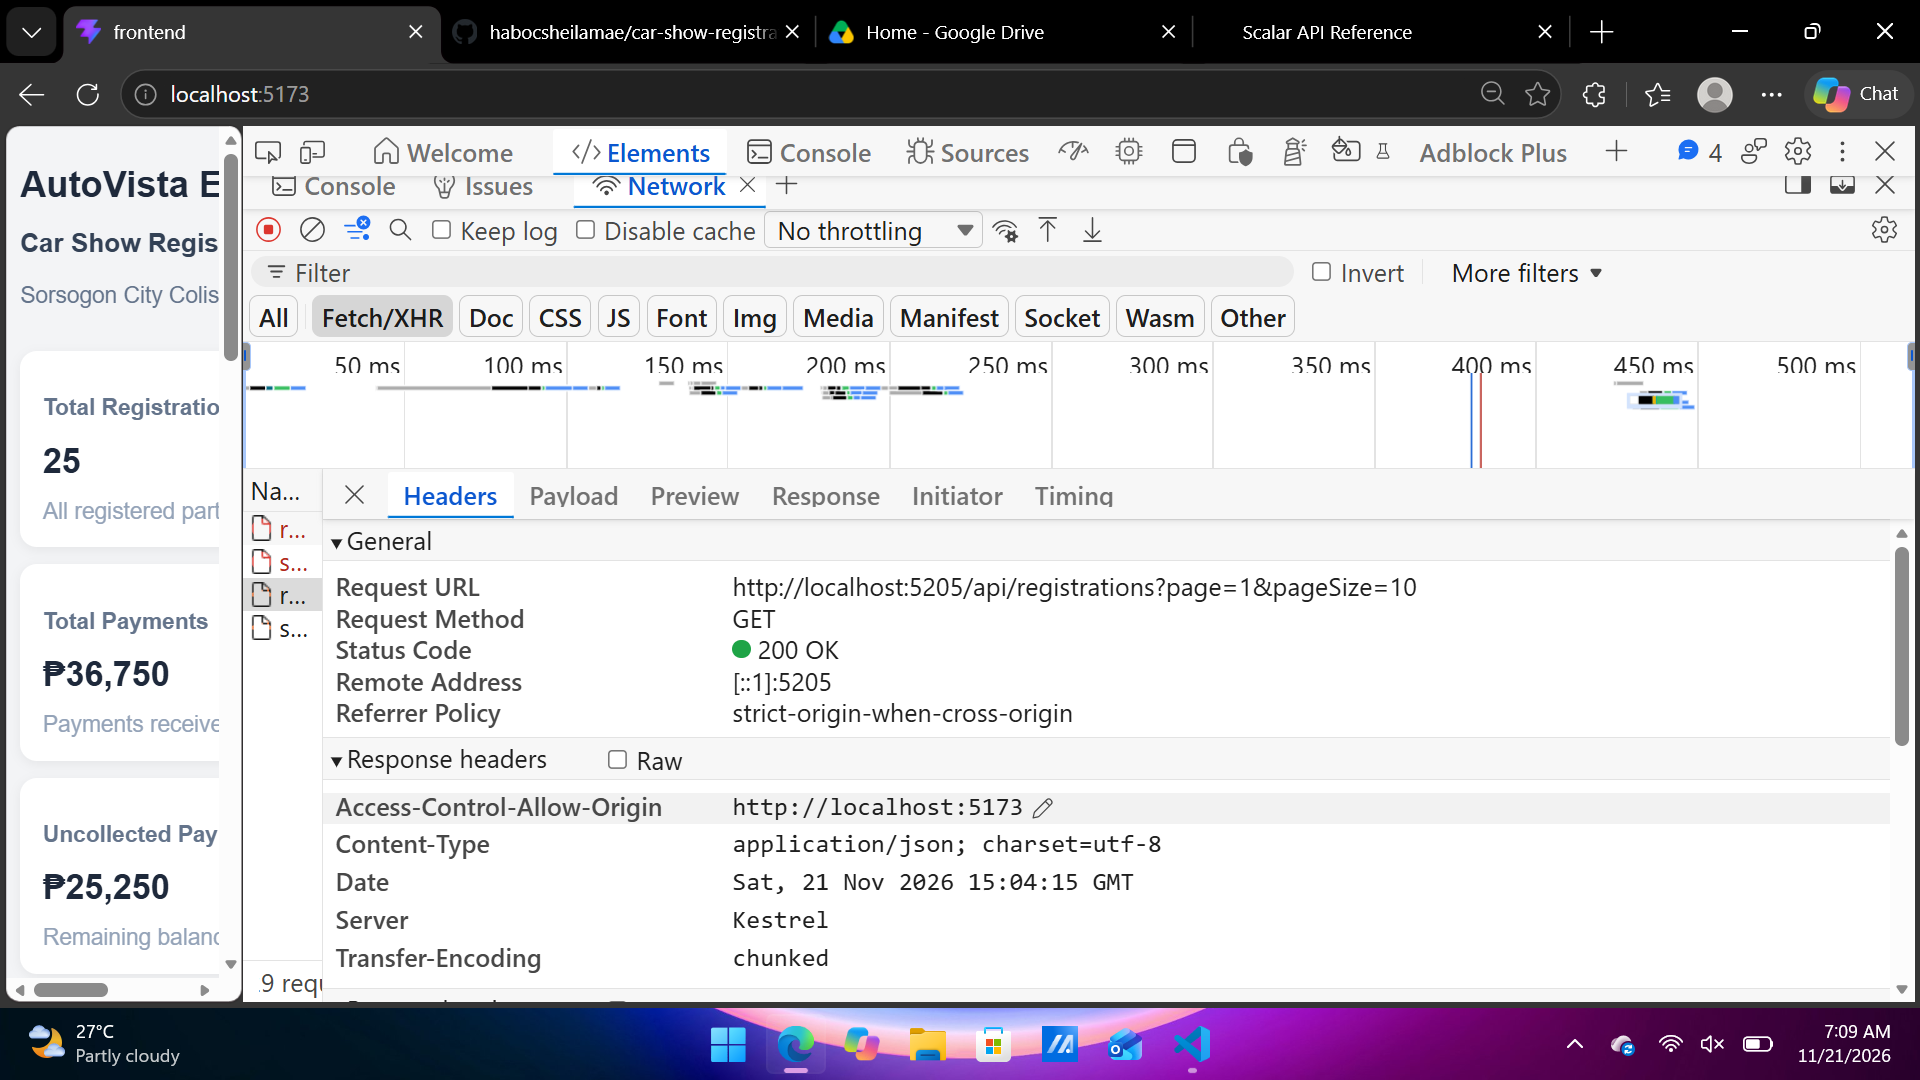 frontend
habocsheilamae/car-show-registra
Home - Google Drive
Scalar API Reference
localhost:5173
Chat
AutoVista E
Car Show Regis
Sorsogon City Colis
Total Registratio
25
All registered part
Total Payments
₱36,750
Payments receive
Uncollected Pay
₱25,250
Remaining balanc
Welcome
Elements
Console
Sources
Adblock Plus
4
Console
Issues
Network
Keep log
Disable cache
No throttling
Filter
Invert
More filters
All
Fetch/XHR
Doc
CSS
JS
Font
Img
Media
Manifest
Socket
Wasm
Other
50 ms
100 ms
150 ms
200 ms
250 ms
300 ms
350 ms
400 ms
450 ms
500 ms
Na...
r...
s...
r...
s...
9 requ
Headers
Payload
Preview
Response
Initiator
Timing
General
Request URL
http://localhost:5205/api/registrations?page=1&pageSize=10
Request Method
GET
Status Code
200 OK
Remote Address
[::1]:5205
Referrer Policy
strict-origin-when-cross-origin
Response headers
Raw
Access-Control-Allow-Origin
http://localhost:5173
Content-Type
application/json; charset=utf-8
Date
Sat, 21 Nov 2026 15:04:15 GMT
Server
Kestrel
Transfer-Encoding
chunked
27°C
Partly cloudy
7:09 AM
11/21/2026